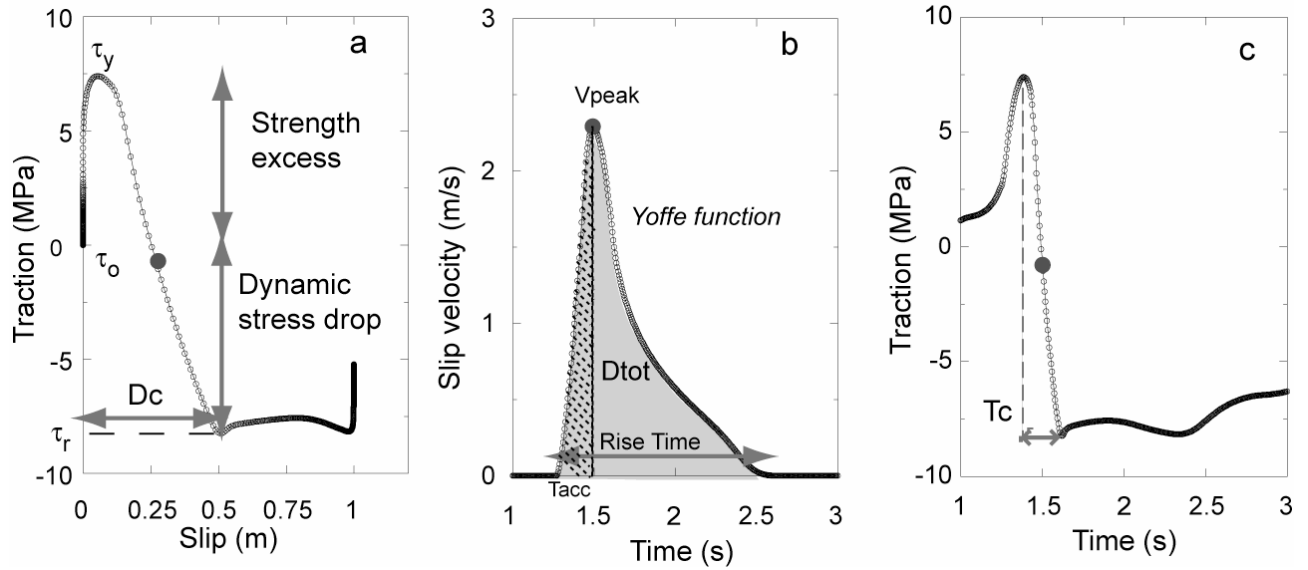 a
τy
Strength
excess
τo
Dynamic
stress drop
Dc
τr
Traction (MPa)
10
5
0
-5
-10
0 0.25 0.5 0.75 1
Slip (m)
b
Vpeak
Yoffe function
Dtot
Rise Time
Tacc
Slip velocity (m/s)
3
2
1
0
1 1.5 2 2.5 3
Time (s)
c
Tc
Traction (MPa)
10
5
0
-5
-10
1 1.5 2 2.5 3
Time (s)